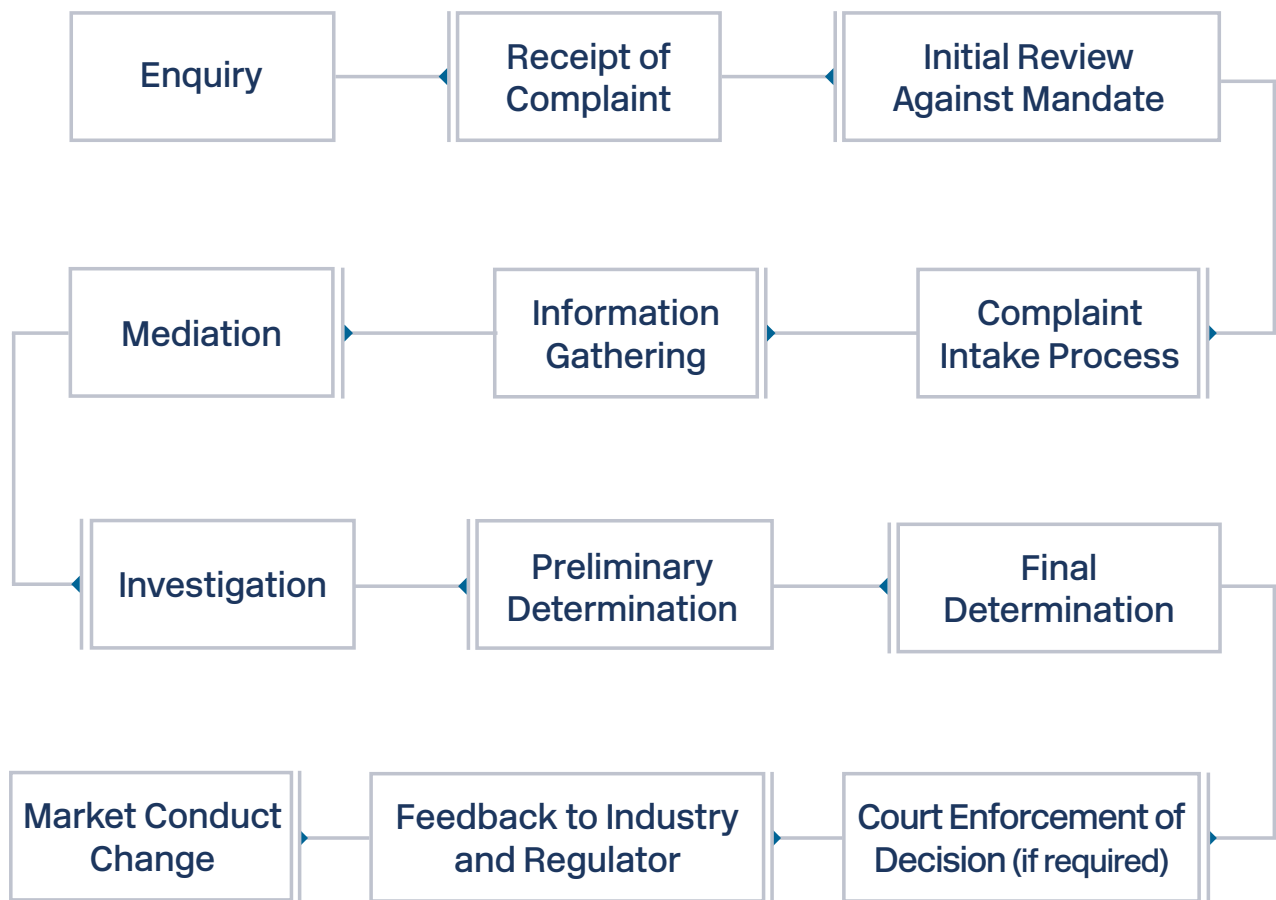 Enquiry
Receipt of
Complaint
Initial Review
Against Mandate
Complaint
Intake Process
Information
Gathering
Mediation
Investigation
Preliminary
Determination
Final
Determination
Court Enforcement of
Decision (if required)
Feedback to Industry
and Regulator
Market Conduct
Change